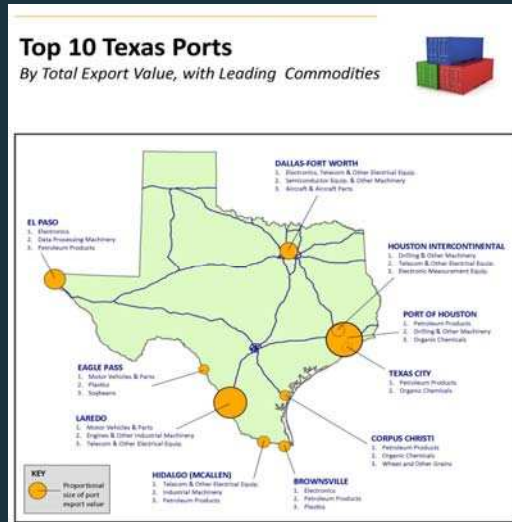 Top 10 Texas Ports
By Total Export Value, with Leading Commodities
DALLAS-FORT WORTH
1. Electronics, Telecom & Other Electrical Equip.
2. Semiconductor Equip. & Other Machinery
3. Aircraft & Aircraft Parts
EL PASO
1. Electronics
2. Data Processing Machinery
3. Petroleum Products
HOUSTON INTERCONTINENTAL
1. Drilling & Other Machinery
2. Telecom & Other Electrical Equip.
3. Electronic Measurement Equip.
PORT OF HOUSTON
1. Petroleum Products
2. Drilling & Other Machinery
3. Organic Chemicals
EAGLE PASS
1. Motor Vehicles & Parts
2. Plastics
3. Soybeans
TEXAS CITY
1. Petroleum Products
2. Organic Chemicals
LAREDO
1. Motor Vehicles & Parts
2. Engines & Other Industrial Machinery
3. Telecom & Other Electrical Equip.
CORPUS CHRISTI
1. Petroleum Products
2. Organic Chemicals
3. Wheat and Other Grains
HIDALGO (MCALLEN)
1. Telecom & Other Electrical Equip.
2. Industrial Machinery
3. Petroleum Products
BROWNSVILLE
1. Electronics
2. Petroleum Products
3. Plastics
KEY
Proportional
size of port
export value